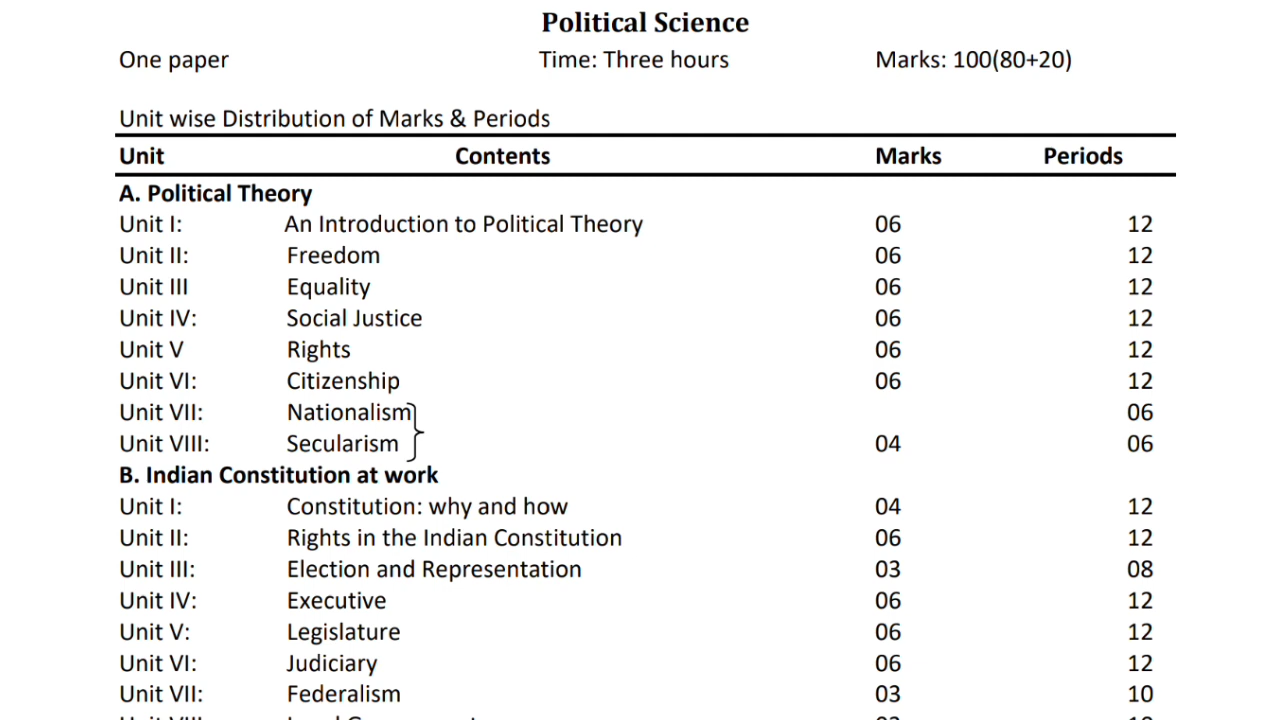 Political Science
One paper Time: Three hours Marks: 100(80+20)
Unit wise Distribution of Marks & Periods
Unit Contents Marks Periods
A. Political Theory
Unit I: An Introduction to Political Theory 06 12
Unit II: Freedom 06 12
Unit III Equality 06 12
Unit IV: Social Justice 06 12
Unit V Rights 06 12
Unit VI: Citizenship 06 12
Unit VII: Nationalism 06
Unit VIII: Secularism 04 06
B. Indian Constitution at work
Unit I: Constitution: why and how 04 12
Unit II: Rights in the Indian Constitution 06 12
Unit III: Election and Representation 03 08
Unit IV: Executive 06 12
Unit V: Legislature 06 12
Unit VI: Judiciary 06 12
Unit VII: Federalism 03 10